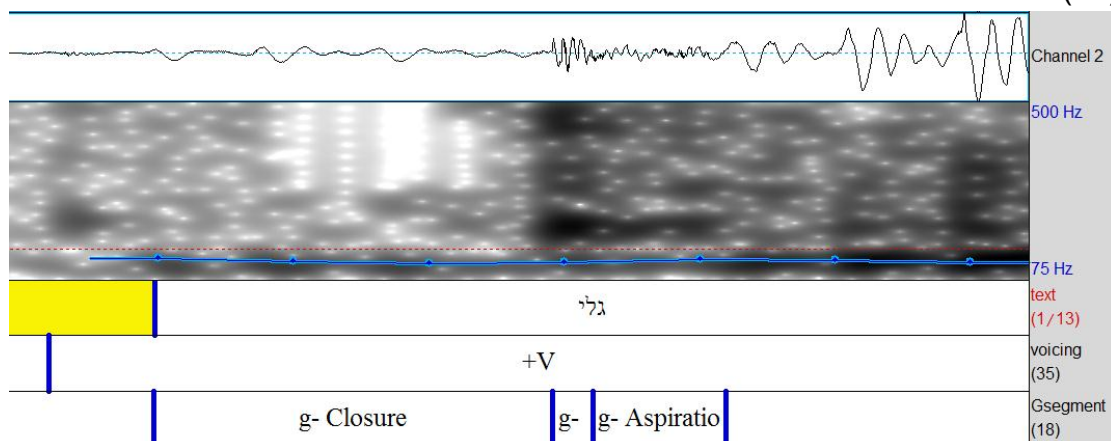 Channel 2
500 Hz
75 Hz
text
(1/13)
גלי
+V
voicing
(35)
g- Closure
g-
g- Aspiratio
Gsegment
(18)